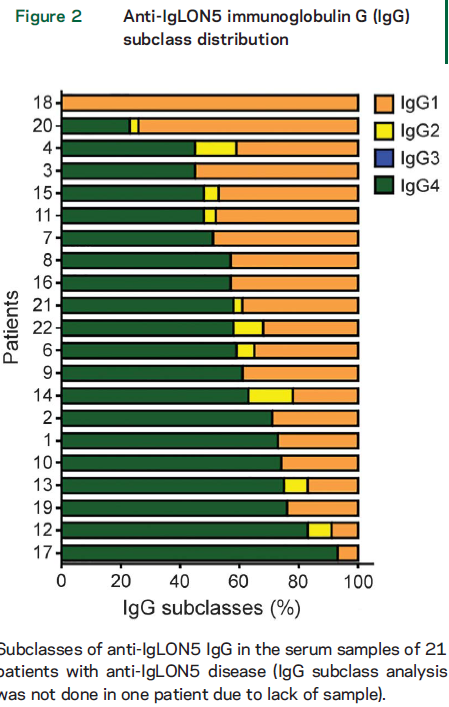 Figure 2 Anti-IgLON5 immunoglobulin G (IgG)
subclass distribution
IgG1
IgG2
IgG3
IgG4
Patients
18
20
4
3
15
11
7
8
16
21
22
6
9
14
2
1
10
13
19
12
17
0 20 40 60 80 100
IgG subclasses (%)
Subclasses of anti-IgLON5 IgG in the serum samples of 21
patients with anti-IgLON5 disease (IgG subclass analysis
was not done in one patient due to lack of sample).